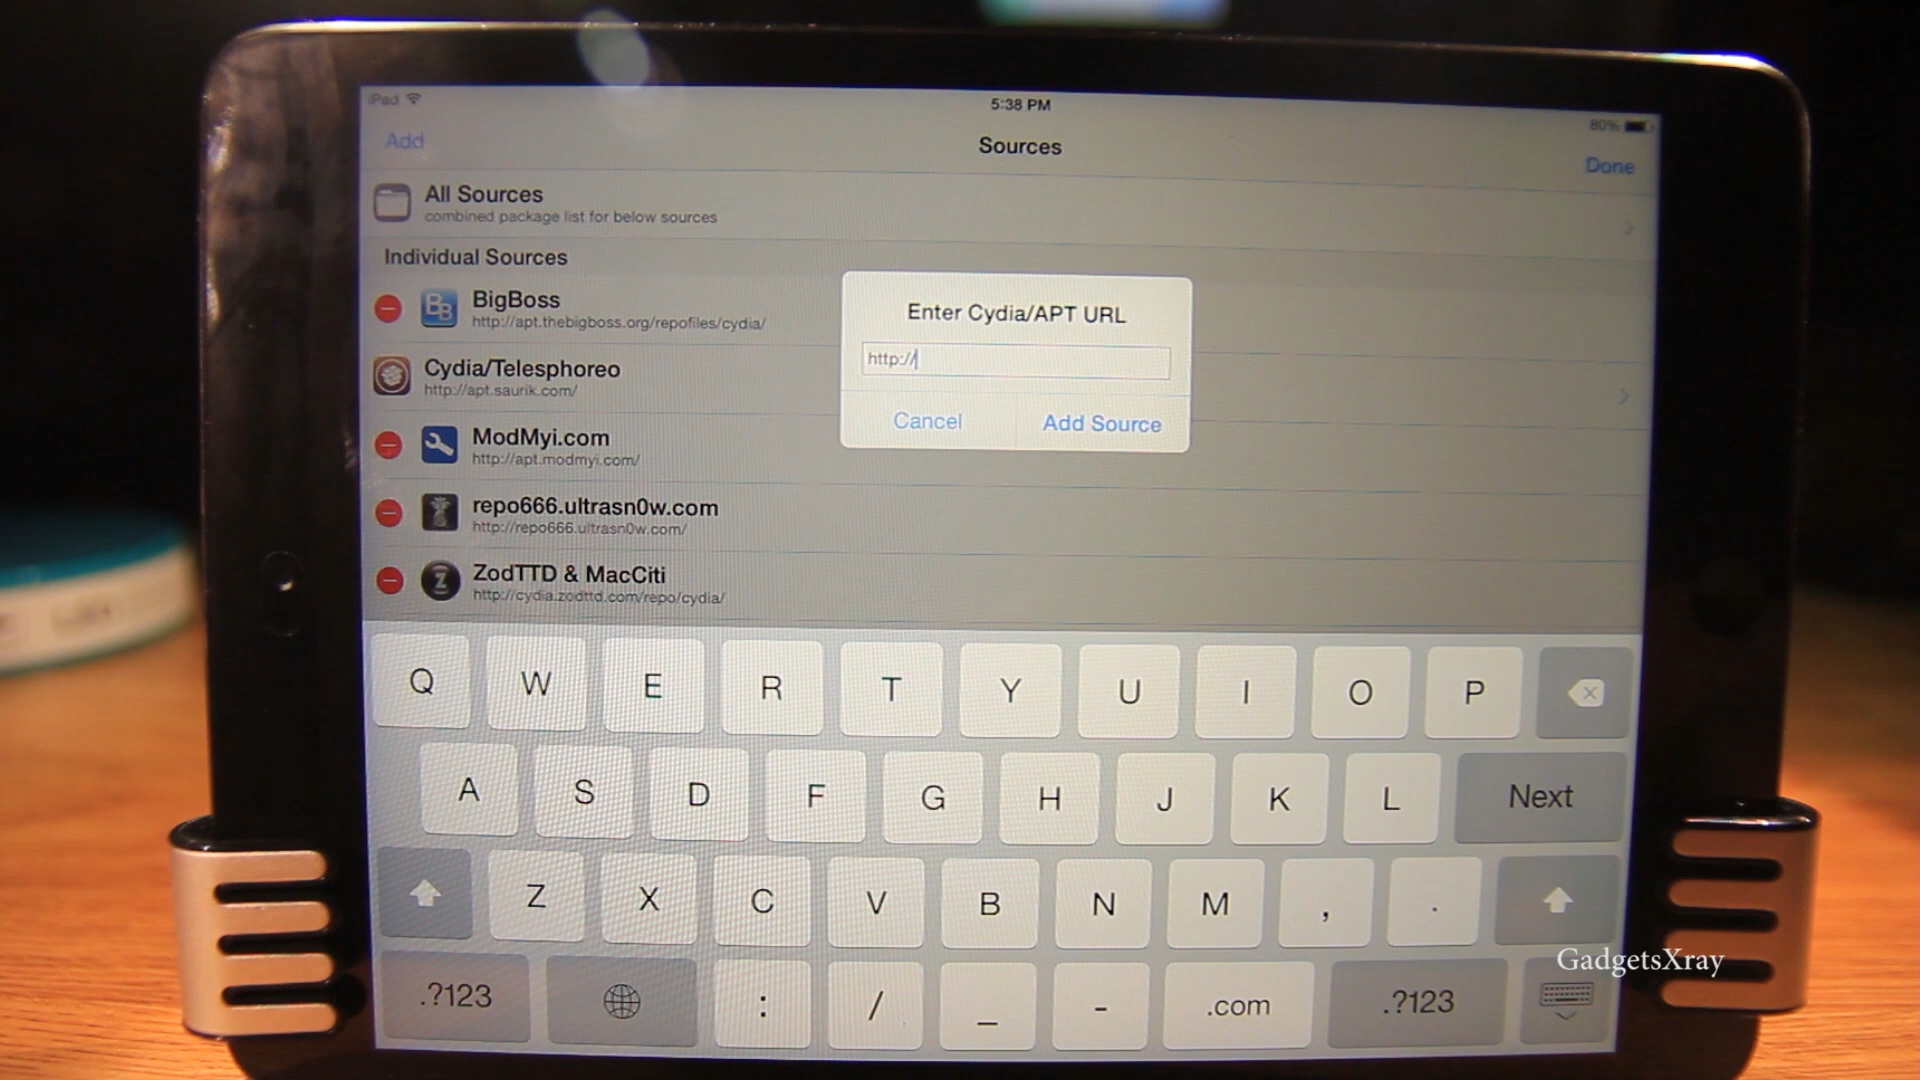 iPad
5:38 PM
80%
Add
Sources
Done
All Sources
combined package list for below sources
Individual Sources
BigBoss
http://apt.thebigboss.org/repofiles/cydia/
Cydia/Telesphoreo
http://apt.saurik.com/
ModMyi.com
http://apt.modmyi.com/
repo666.ultrasn0w.com
http://repo666.ultrasn0w.com/
ZodTTD & MacCiti
http://cydia.zodttd.com/repo/cydia/
Enter Cydia/APT URL
http://
Cancel Add Source
Q W E R T Y U I O P
A S D F G H J K L Next
Z X C V B N M , .
.?123 : / _ - .com .?123
GadgetsXray